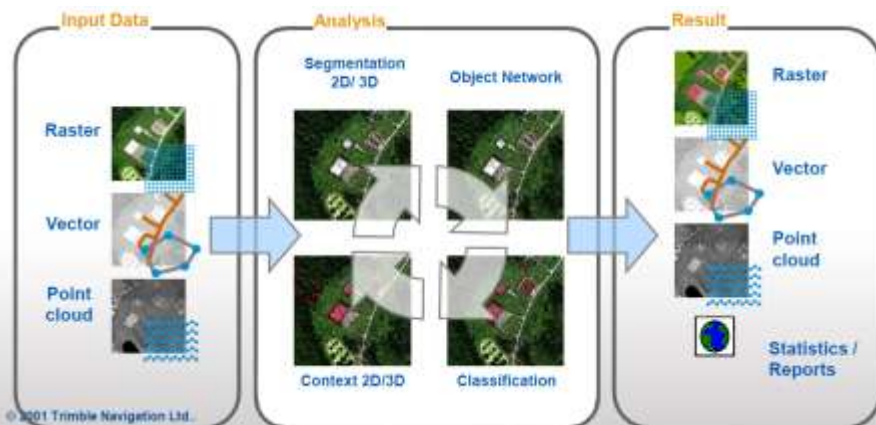 Input Data
Analysis
Result
Raster
Vector
Point
cloud
Segmentation
2D/ 3D
Object Network
Context 2D/3D
Classification
Raster
Vector
Point
cloud
Statistics /
Reports
© 2001 Trimble Navigation Ltd..